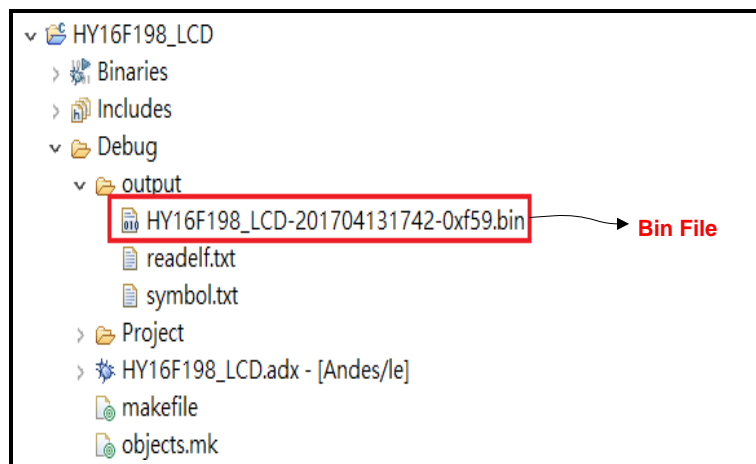 HY16F198_LCD
Binaries
Includes
Debug
output
HY16F198_LCD-201704131742-0xf59.bin
Bin File
readelf.txt
symbol.txt
Project
HY16F198_LCD.adx - [Andes/le]
makefile
objects.mk